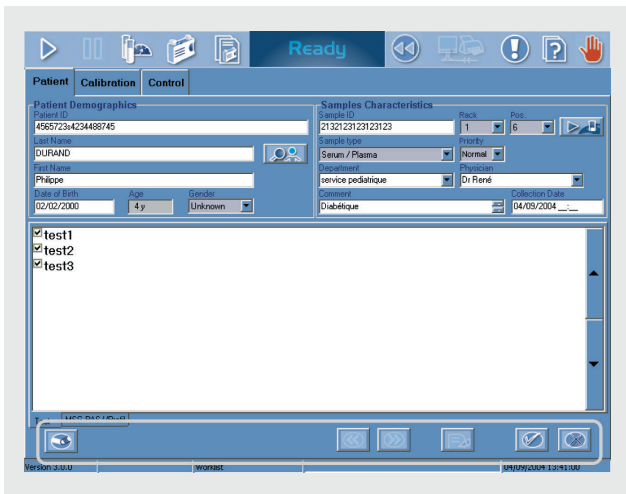 Ready
Patient Calibration Control
Patient Demographics
Patient ID
4565723s4234488745
Last Name
DURAND
First Name
Philippe
Date of Birth Age Gender
02/02/2000 4 y Unknown
Samples Characteristics
Sample ID Rack Pos.
2132123123123123 1 6
Sample type Priority
Serum / Plasma Normal
Department Physician
service pediatrique Dr René
Comment Collection Date
Diabétique 04/09/2004 __:__
test1
test2
test3
Version 3.0.0 worklist 04/09/2004 13:41:00